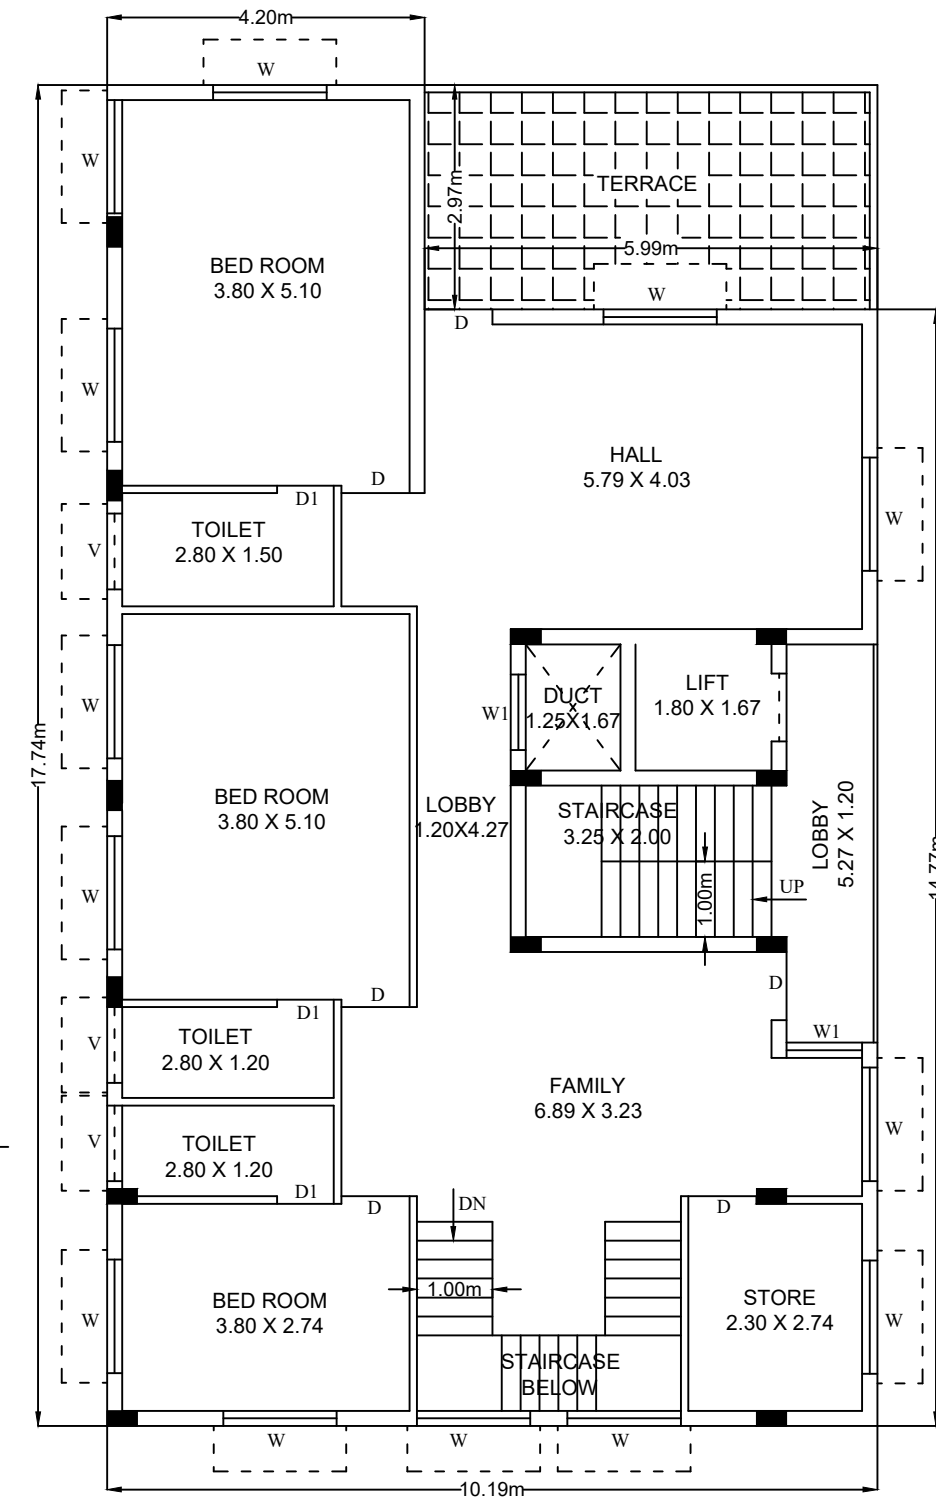 4.20m
W
W
TERRACE
2.97m
5.99m
BED ROOM
3.80 X 5.10
W
D
W
HALL
5.79 X 4.03
D
D1
W
TOILET
2.80 X 1.50
V
W
DUCT
1.25X1.67
LIFT
1.80 X 1.67
W1
17.74m
BED ROOM
3.80 X 5.10
LOBBY
1.20X4.27
STAIRCASE
3.25 X 2.00
LOBBY
5.27 X 1.20
14.77m
1.00m
UP
W
D
D
D1
W1
TOILET
2.80 X 1.20
V
FAMILY
6.89 X 3.23
W
TOILET
2.80 X 1.20
V
D1
D
DN
D
1.00m
BED ROOM
3.80 X 2.74
STORE
2.30 X 2.74
W
W
STAIRCASE
BELOW
W
W
W
10.19m